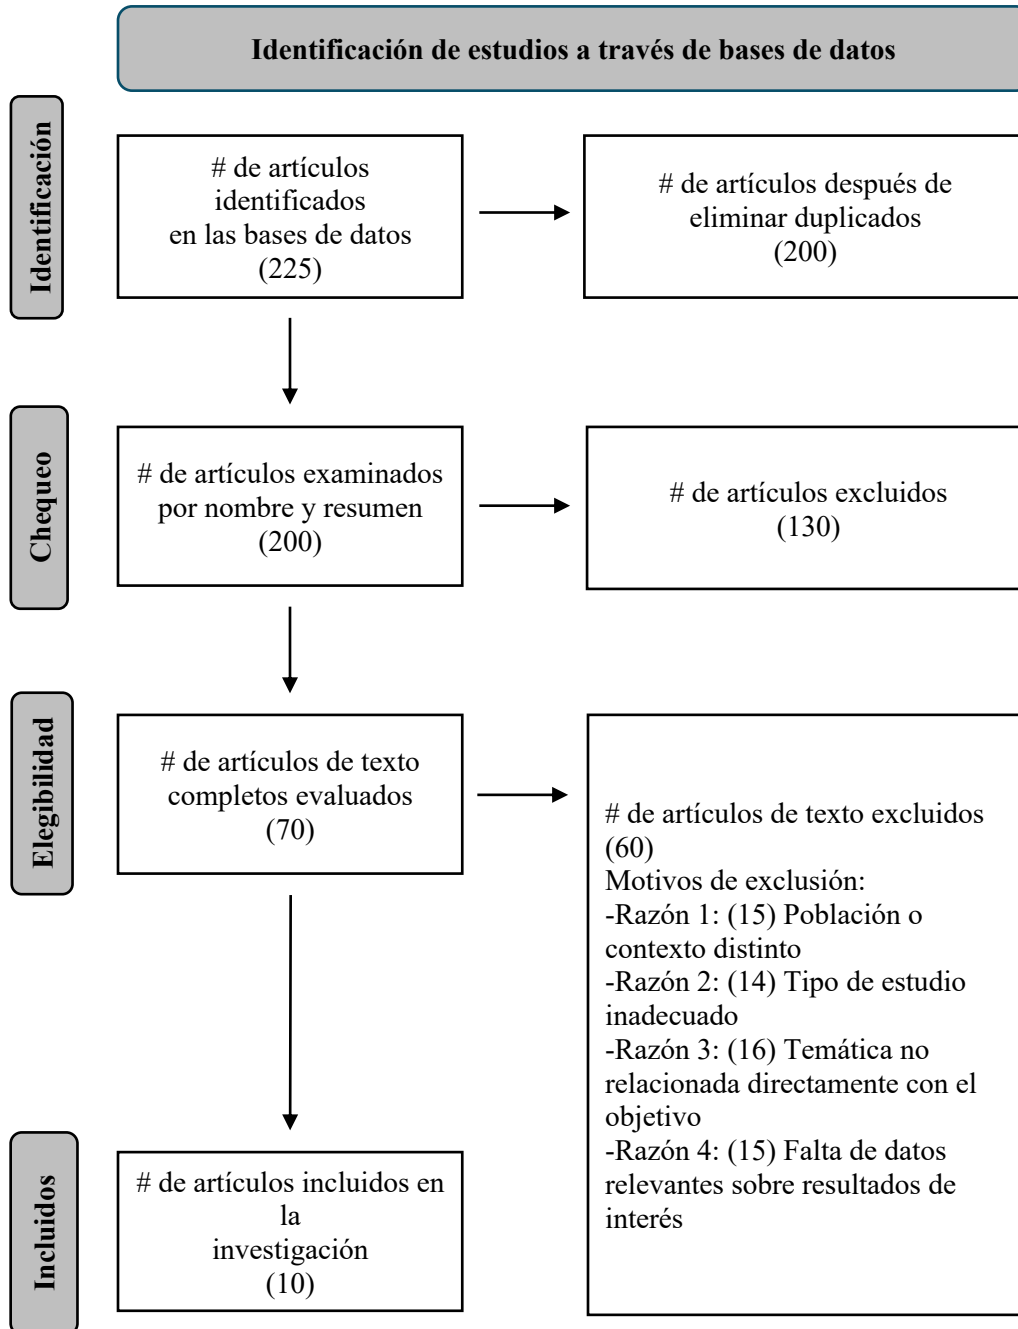 Identificación de estudios a través de bases de datos
Identificación
# de artículos
identificados
en las bases de datos
(225)
# de artículos después de
eliminar duplicados
(200)
Chequeo
# de artículos examinados
por nombre y resumen
(200)
# de artículos excluidos
(130)
Elegibilidad
# de artículos de texto
completos evaluados
(70)
# de artículos de texto excluidos
(60)
Motivos de exclusión:
-Razón 1: (15) Población o
contexto distinto
-Razón 2: (14) Tipo de estudio
inadecuado
-Razón 3: (16) Temática no
relacionada directamente con el
objetivo
-Razón 4: (15) Falta de datos
relevantes sobre resultados de
interés
Incluidos
# de artículos incluidos en
la
investigación
(10)